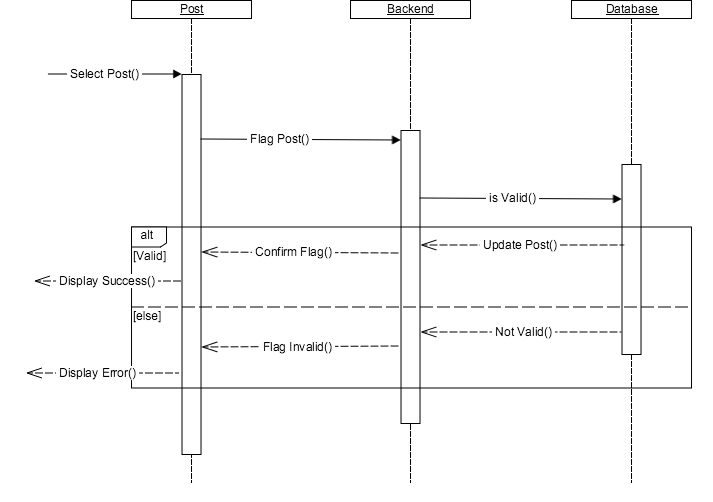 Post
Backend
Database
Select Post()
Flag Post()
is Valid()
alt
Update Post()
[Valid]
Confirm Flag()
Display Success()
[else]
Not Valid()
Flag Invalid()
Display Error()